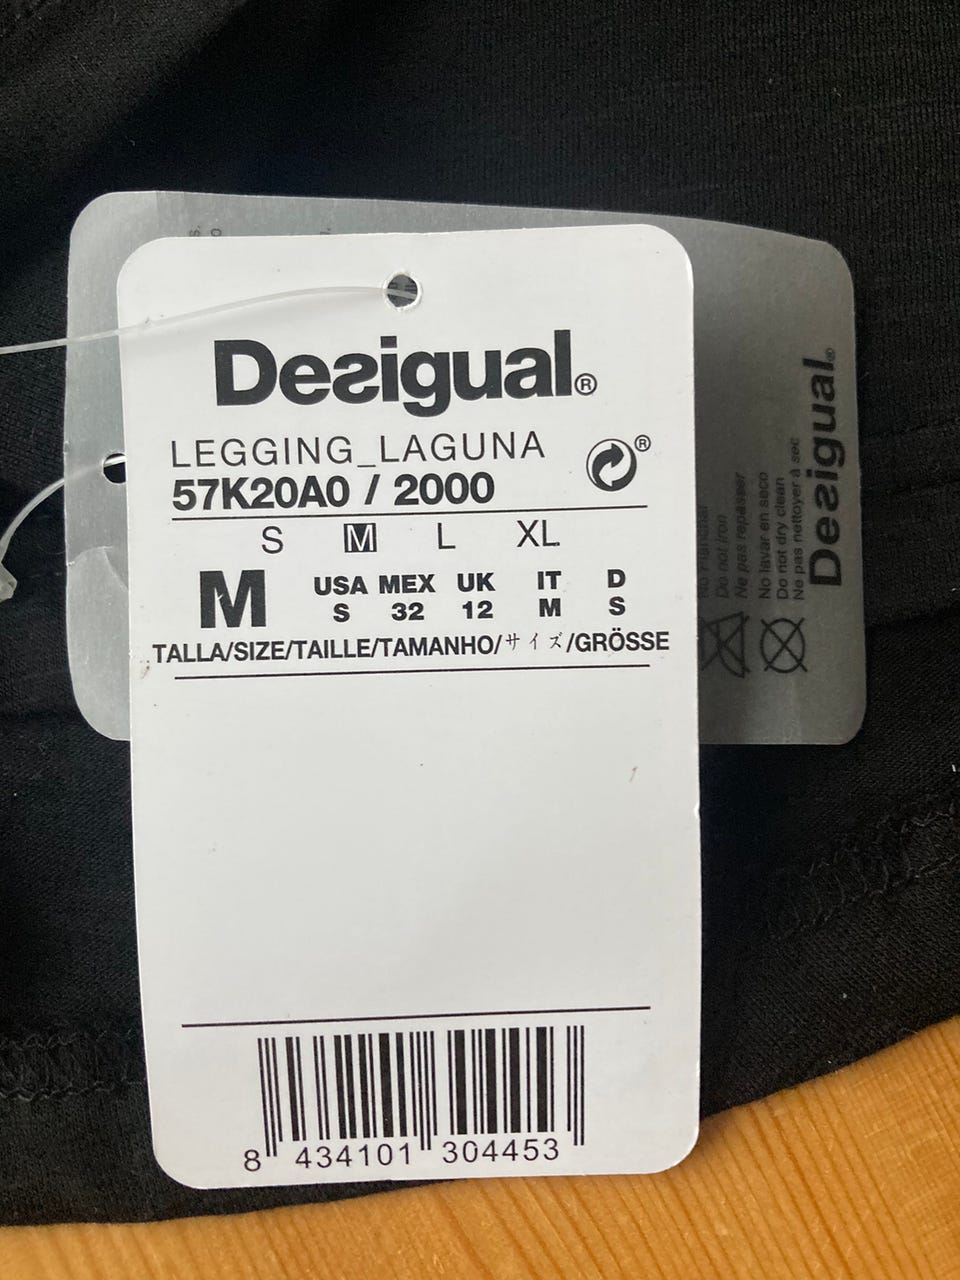 Desigual®
LEGGING_LAGUNA
®
57K20A0 / 2000
S M L XL
M
USA MEX UK IT D
S 32 12 M S
TALLA/SIZE/TAILLE/TAMANHO/サイズ/GRÖSSE
8 434101 304453
Do not iron
Ne pas repasser
No lavar en seco
Do not dry clean
Ne pas nettoyer à sec
Desigual®